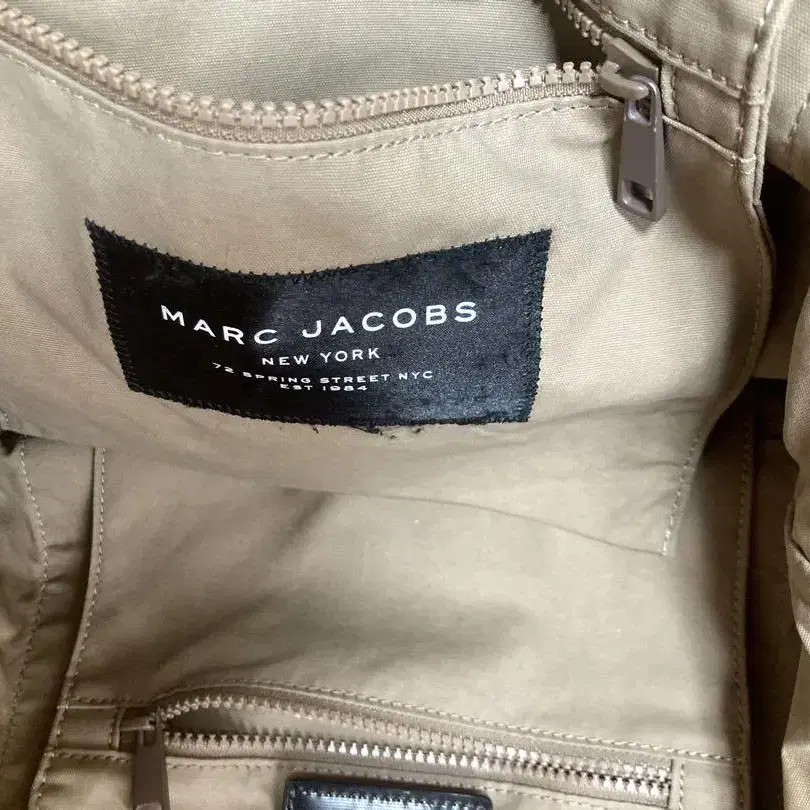 MARC JACOBS
NEW YORK
72 SPRING STREET NYC
EST 1984